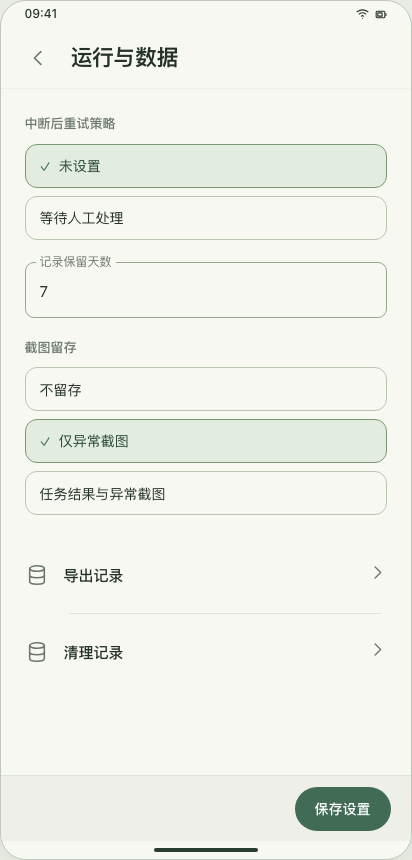 09:41
运行与数据
中断后重试策略
未设置
等待人工处理
记录保留天数
7
截图留存
不留存
仅异常截图
任务结果与异常截图
导出记录
清理记录
保存设置